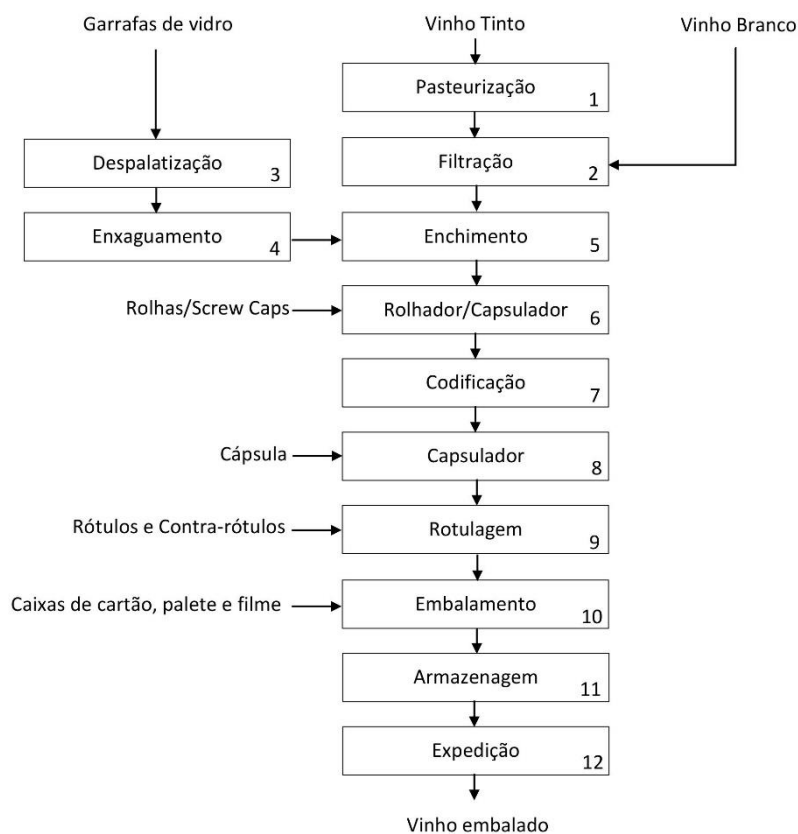 Garrafas de vidro
Vinho Tinto
Vinho Branco
Pasteurização 1
Despalatização 3
Filtração 2
Enxaguamento 4
Enchimento 5
Rolhas/Screw Caps
Rolhador/Capsulador 6
Codificação 7
Cápsula
Capsulador 8
Rótulos e Contra-rótulos
Rotulagem 9
Caixas de cartão, palete e filme
Embalamento 10
Armazenagem 11
Expedição 12
Vinho embalado